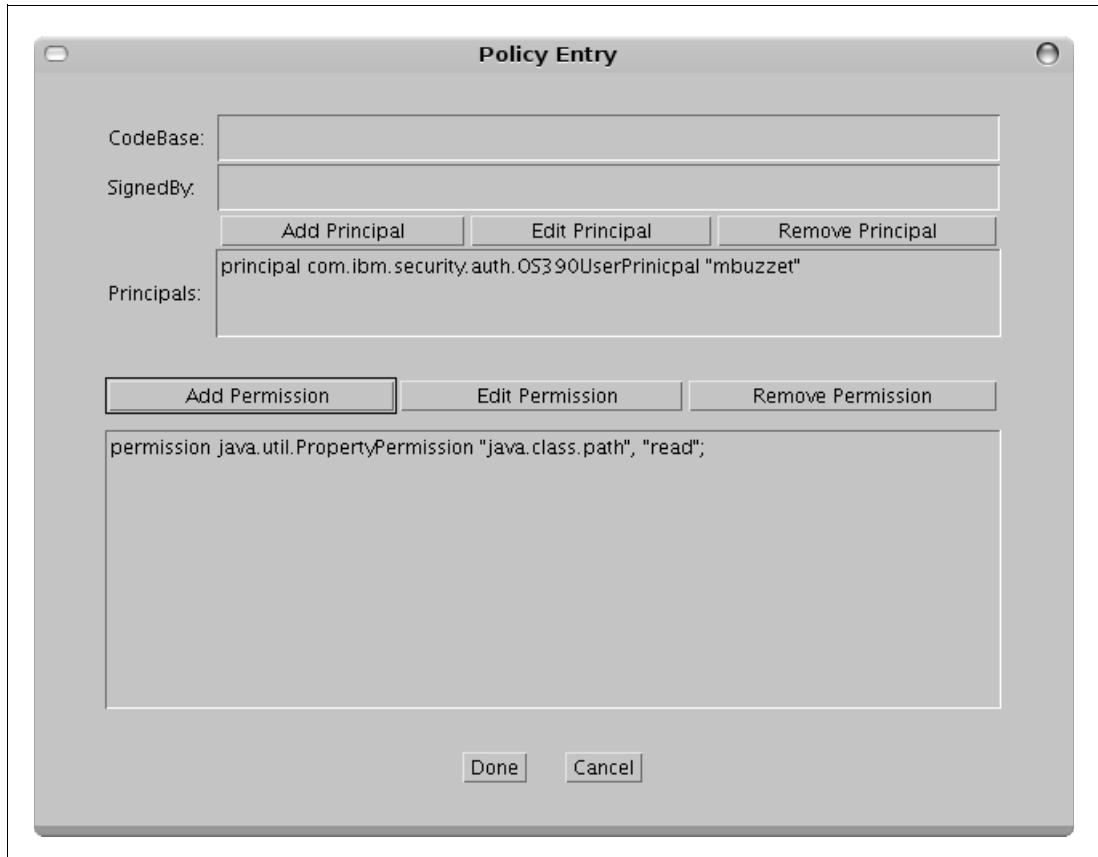 Policy Entry
CodeBase:
SignedBy:
Add Principal Edit Principal Remove Principal
principal com.ibm.security.auth.OS390UserPrinicpal "mbuzzet"
Principals:
Add Permission Edit Permission Remove Permission
permission java.util.PropertyPermission "java.class.path", "read";
Done Cancel